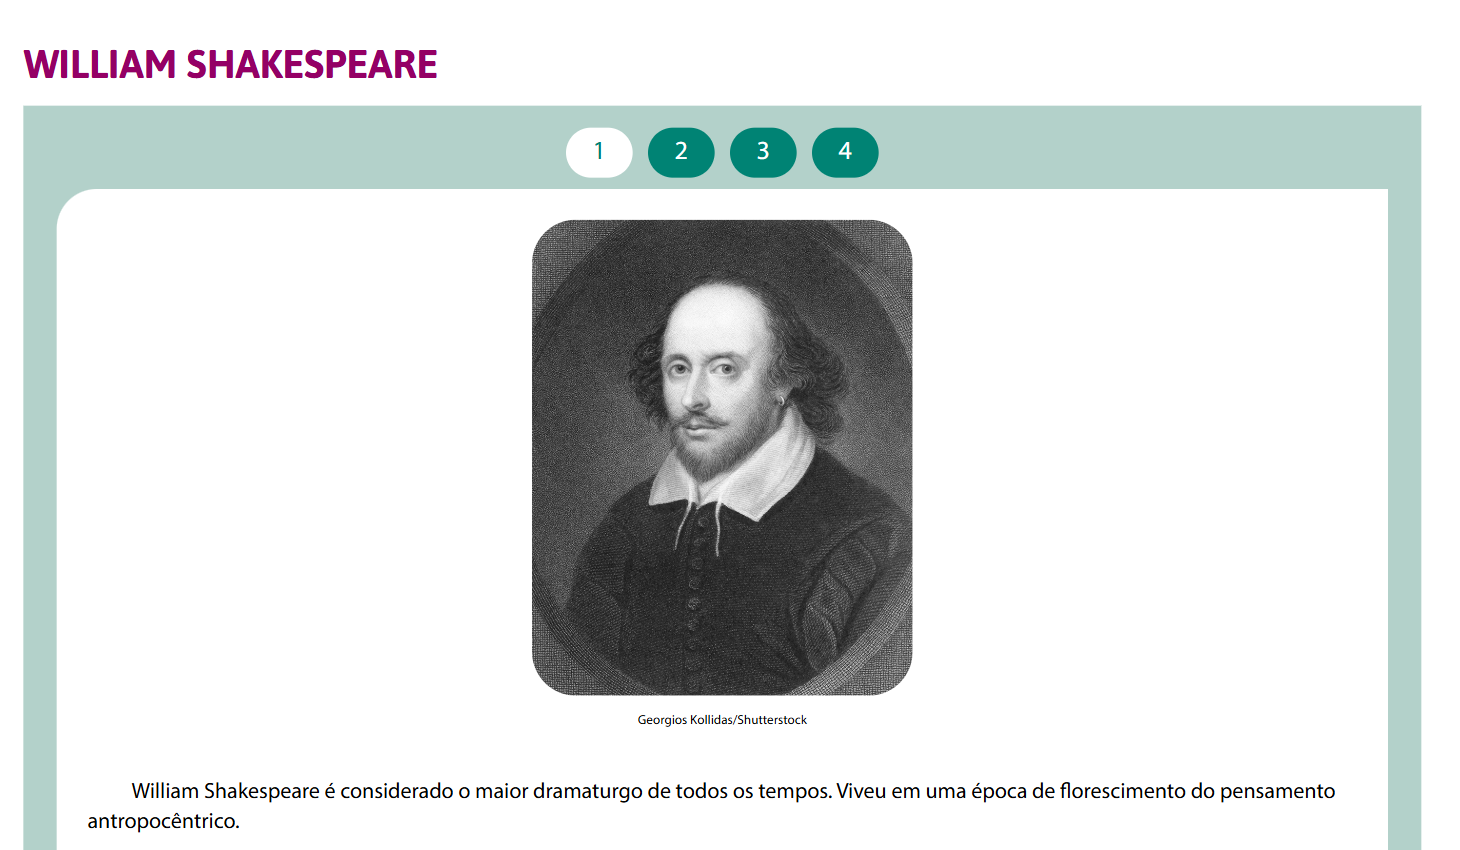 WILLIAM SHAKESPEARE
1 2 3 4
Georgios Kollidas/Shutterstock
William Shakespeare é considerado o maior dramaturgo de todos os tempos. Viveu em uma época de florescimento do pensamento
antropocêntrico.